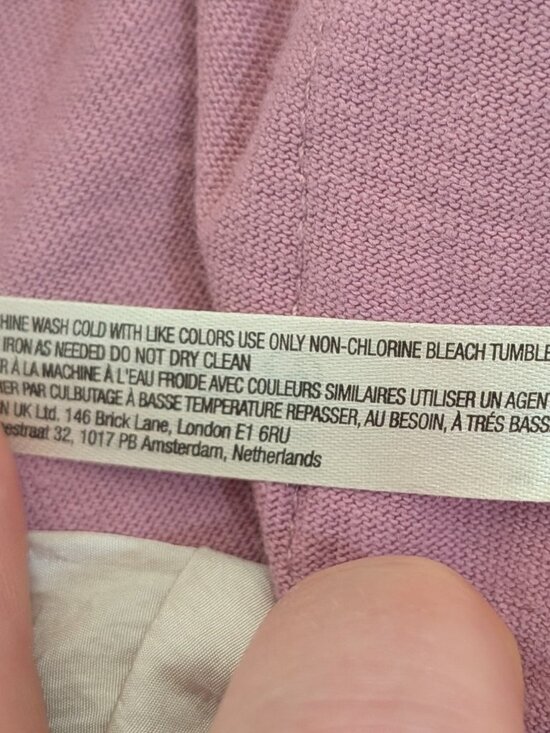 HINE WASH COLD WITH LIKE COLORS USE ONLY NON-CHLORINE BLEACH TUMBLE
IRON AS NEEDED DO NOT DRY CLEAN
R À LA MACHINE À L'EAU FROIDE AVEC COULEURS SIMILAIRES UTILISER UN AGEN
ER PAR CULBUTAGE À BASSE TEMPERATURE REPASSER, AU BESOIN, À TRÉS BASS
N UK Ltd. 146 Brick Lane, London E1 6RU
estraat 32, 1017 PB Amsterdam, Netherlands